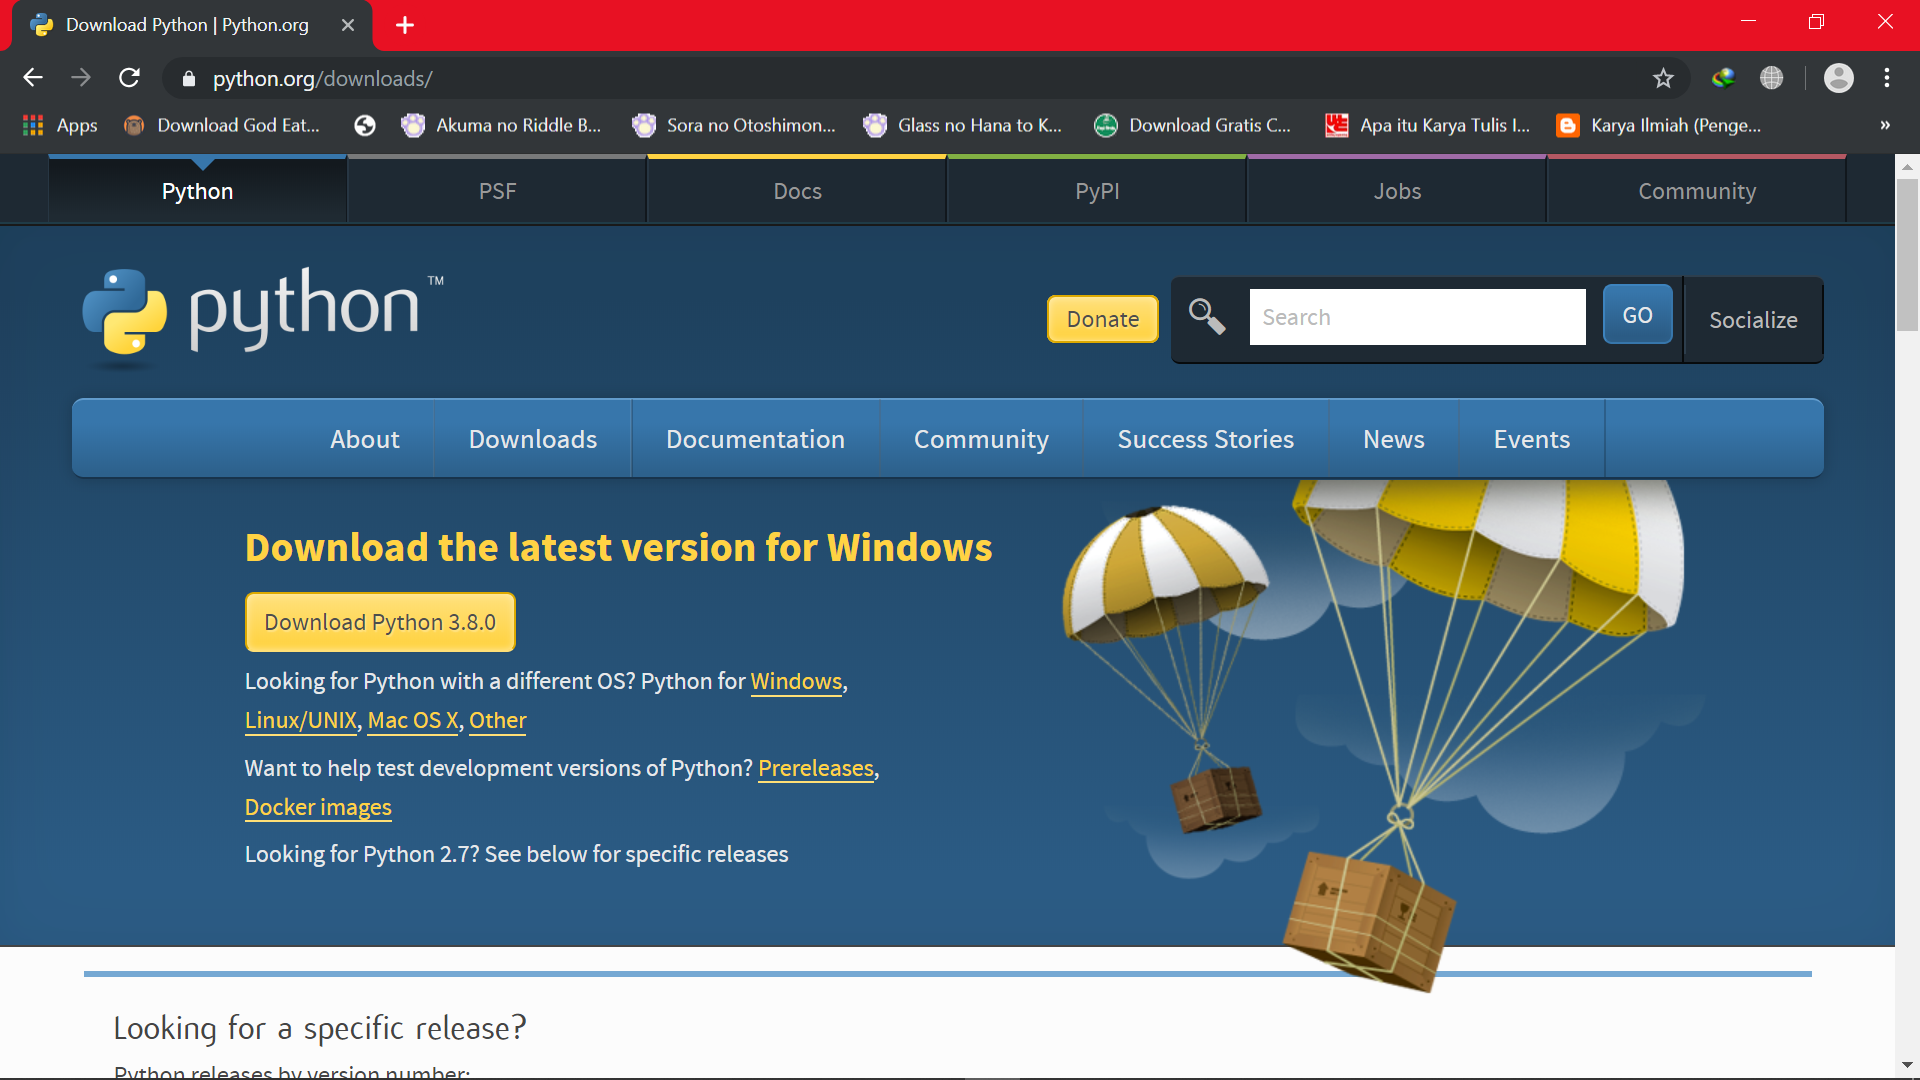 Download Python | Python.org
python.org/downloads/
Apps
Download God Eat...
Akuma no Riddle B...
Sora no Otoshimon...
Glass no Hana to K...
Download Gratis C...
Apa itu Karya Tulis I...
Karya Ilmiah (Penge...
»
Python
PSF
Docs
PyPI
Jobs
Community
python™
Donate
Search
GO
Socialize
About
Downloads
Documentation
Community
Success Stories
News
Events
Download the latest version for Windows
Download Python 3.8.0
Looking for Python with a different OS? Python for Windows,
Linux/UNIX, Mac OS X, Other
Want to help test development versions of Python? Prereleases,
Docker images
Looking for Python 2.7? See below for specific releases
Looking for a specific release?
Python releases by version number: